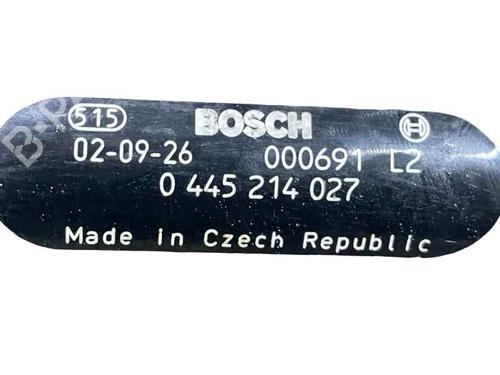 515 BOSCH
02-09-26 000691 L2
0 445 214 027
Made in Czech Republic